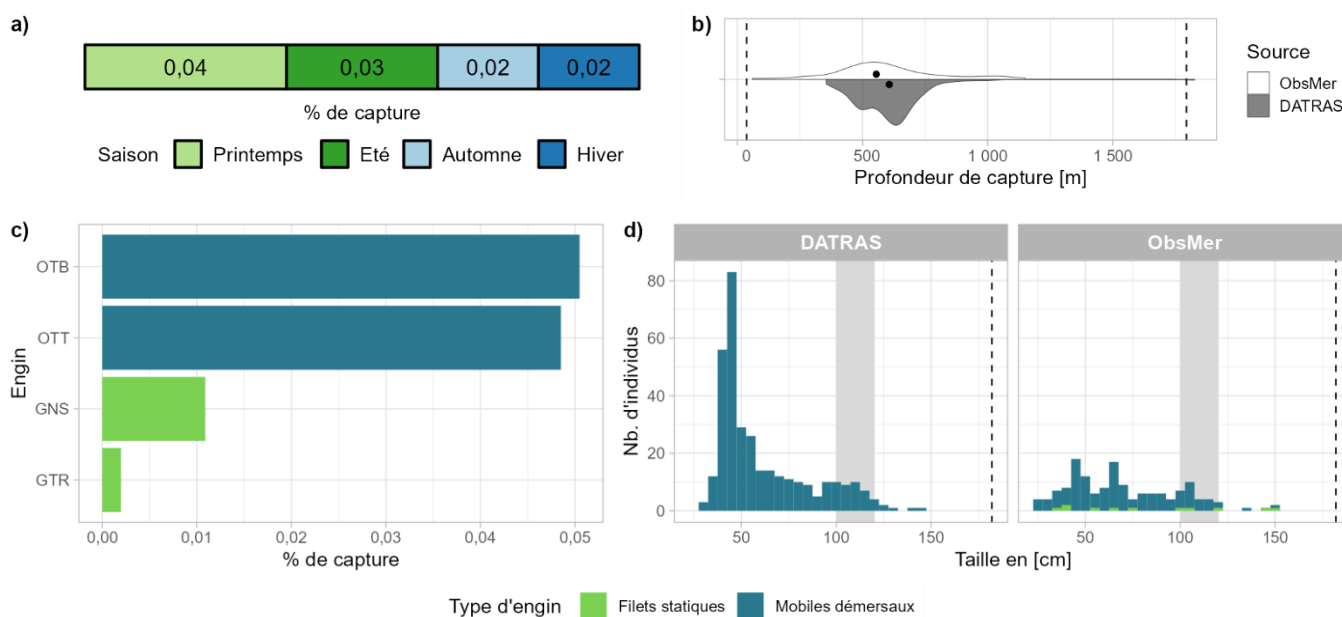 a)
0,04 0,03 0,02 0,02
% de capture
Saison Printemps Eté Automne Hiver
b)
0 500 1 000 1 500
Profondeur de capture [m]
Source
ObsMer
DATRAS
c)
Engin
OTB
OTT
GNS
GTR
0,00 0,01 0,02 0,03 0,04 0,05
% de capture
d)
DATRAS ObsMer
Nb. d'individus
80
60
40
20
0
50 100 150 50 100 150
Taille en [cm]
Type d'engin Filets statiques Mobiles démersaux